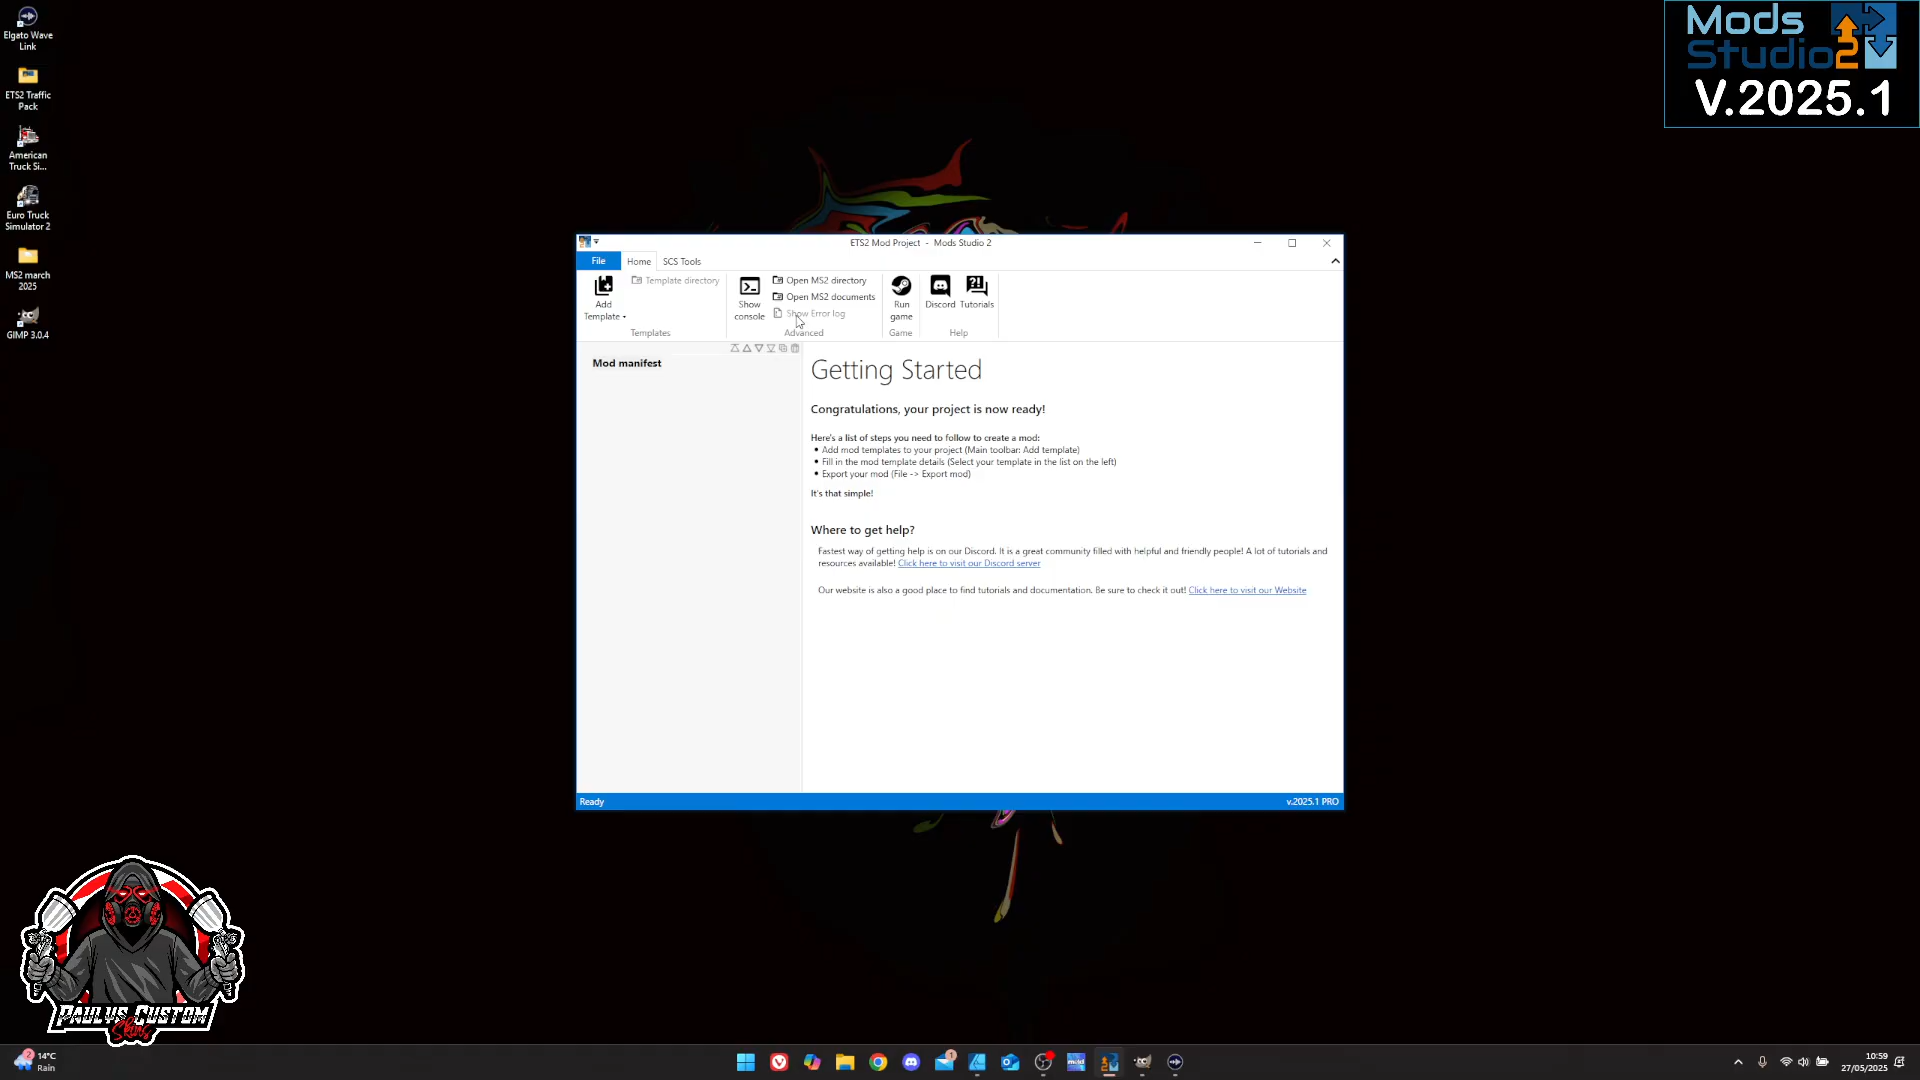 Elgato Wave
Link
ETS2 Traffic
Pack
American
Truck Si...
Euro Truck
Simulator 2
MS2 march
2025
GIMP 3.0.4
Mods
Studio2
V.2025.1
ETS2 Mod Project - Mods Studio 2
File
Home
SCS Tools
Add
Template
Template directory
Templates
Show
console
Open MS2 directory
Open MS2 documents
Show Error log
Advanced
Run
game
Game
Discord
Tutorials
Help
Mod manifest
Getting Started
Congratulations, your project is now ready!
Here's a list of steps you need to follow to create a mod:
• Add mod templates to your project (Main toolbar: Add template)
• Fill in the mod template details (Select your template in the list on the left)
• Export your mod (File -> Export mod)
It's that simple!
Where to get help?
Fastest way of getting help is on our Discord. It is a great community filled with helpful and friendly people! A lot of tutorials and
resources available! Click here to visit our Discord server
Our website is also a good place to find tutorials and documentation. Be sure to check it out! Click here to visit our Website
Ready
v.2025.1 PRO
PAULYS CUSTOM
Skins
14°C
Rain
10:59
27/05/2025